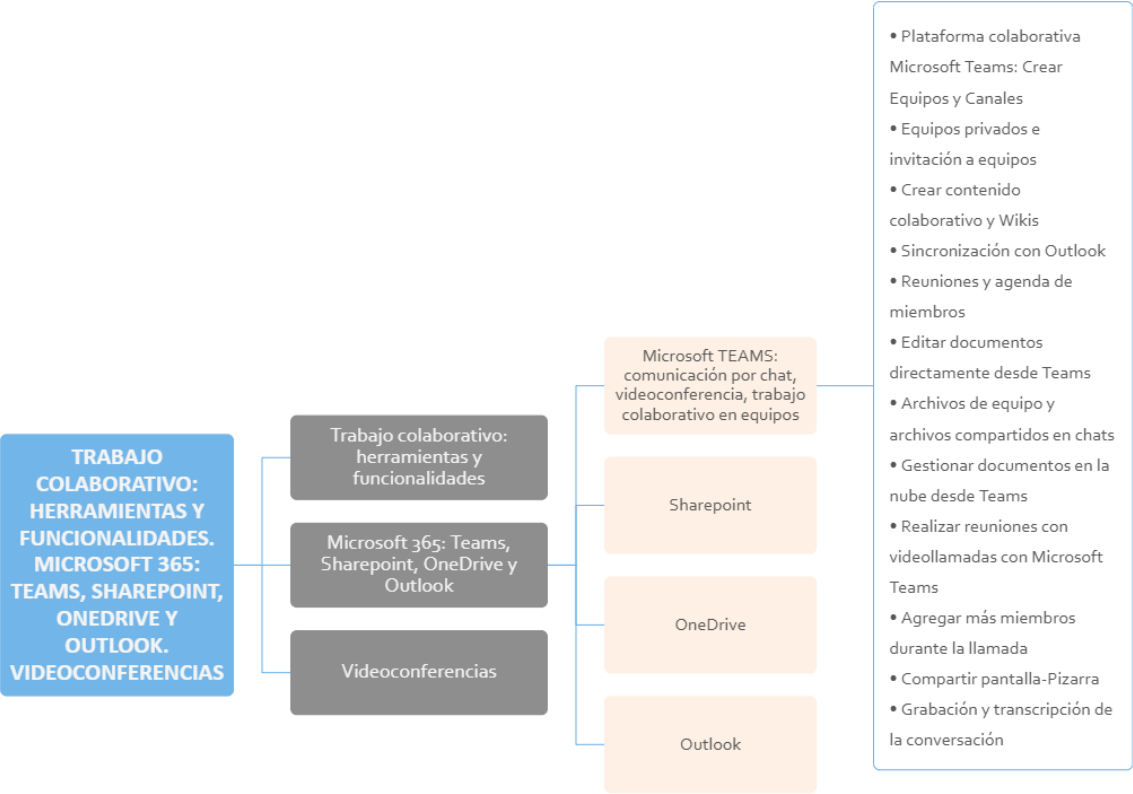 TRABAJO
COLABORATIVO:
HERRAMIENTAS Y
FUNCIONALIDADES.
MICROSOFT 365:
TEAMS, SHAREPOINT,
ONEDRIVE Y
OUTLOOK.
VIDEOCONFERENCIAS
Trabajo colaborativo:
herramientas y
funcionalidades
Microsoft 365: Teams,
Sharepoint, OneDrive y
Outlook
Videoconferencias
Microsoft TEAMS:
comunicación por chat,
videoconferencia, trabajo
colaborativo en equipos
Sharepoint
OneDrive
Outlook
• Plataforma colaborativa
Microsoft Teams: Crear
Equipos y Canales
• Equipos privados e
invitación a equipos
• Crear contenido
colaborativo y Wikis
• Sincronización con Outlook
• Reuniones y agenda de
miembros
• Editar documentos
directamente desde Teams
• Archivos de equipo y
archivos compartidos en chats
• Gestionar documentos en la
nube desde Teams
• Realizar reuniones con
videollamadas con Microsoft
Teams
• Agregar más miembros
durante la llamada
• Compartir pantalla-Pizarra
• Grabación y transcripción de
la conversación